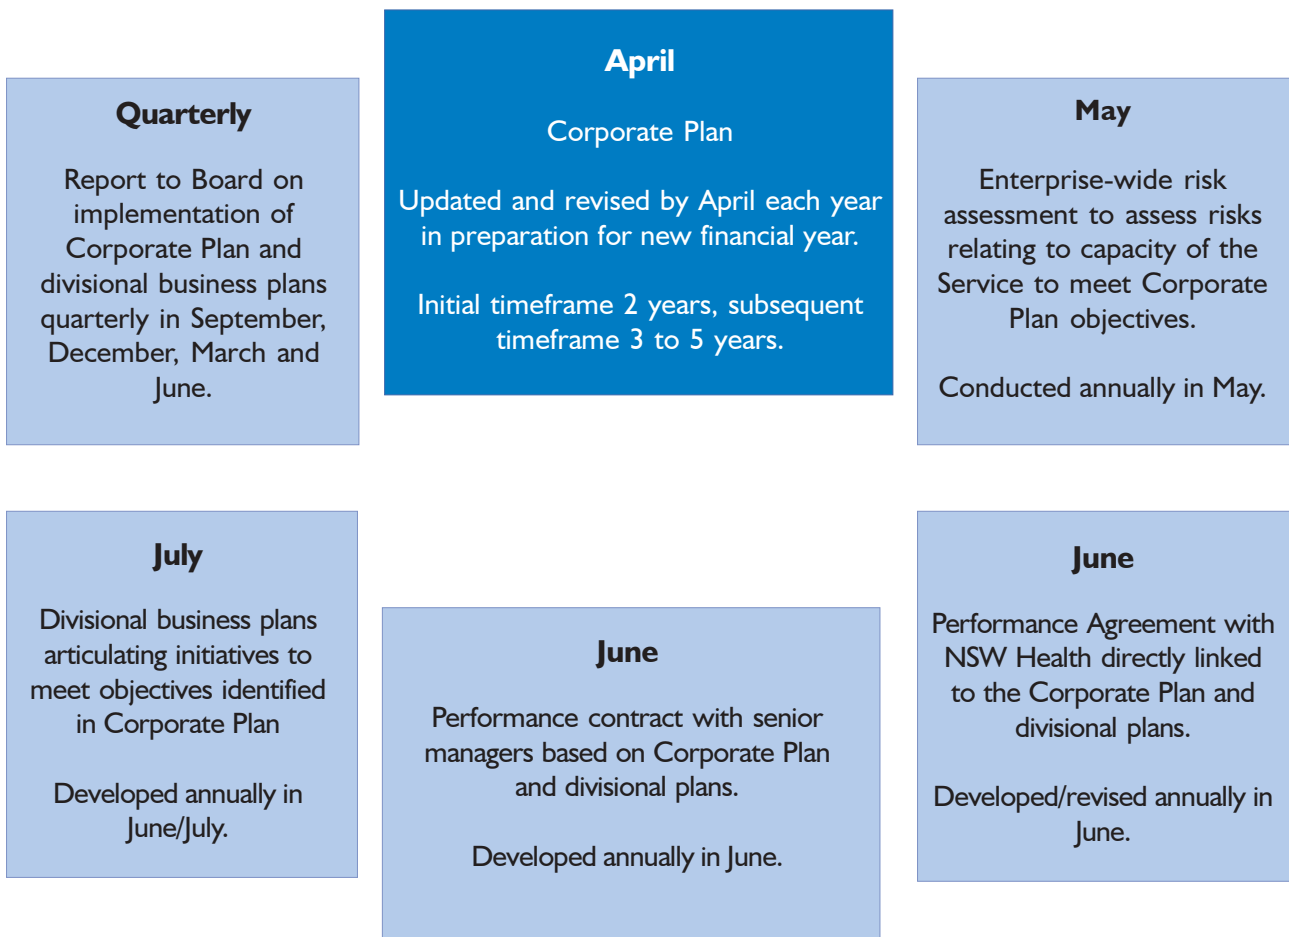 Quarterly
Report to Board on
implementation of
Corporate Plan and
divisional business plans
quarterly in September,
December, March and
June.
April
Corporate Plan
Updated and revised by April each year
in preparation for new financial year.
Initial timeframe 2 years, subsequent
timeframe 3 to 5 years.
May
Enterprise-wide risk
assessment to assess risks
relating to capacity of the
Service to meet Corporate
Plan objectives.
Conducted annually in May.
July
Divisional business plans
articulating initiatives to
meet objectives identified
in Corporate Plan
Developed annually in
June/July.
June
Performance contract with senior
managers based on Corporate Plan
and divisional plans.
Developed annually in June.
June
Performance Agreement with
NSW Health directly linked
to the Corporate Plan and
divisional plans.
Developed/revised annually in
June.